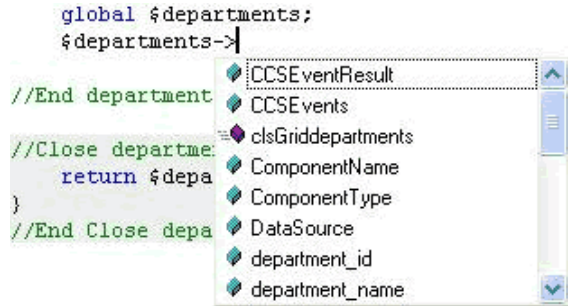 global $departments;
$departments->
CCSEventResult
//End department
CCSEvents
clsGriddepartments
//Close departme
ComponentName
return $depa
ComponentType
}
DataSource
//End Close depa
department_id
department_name